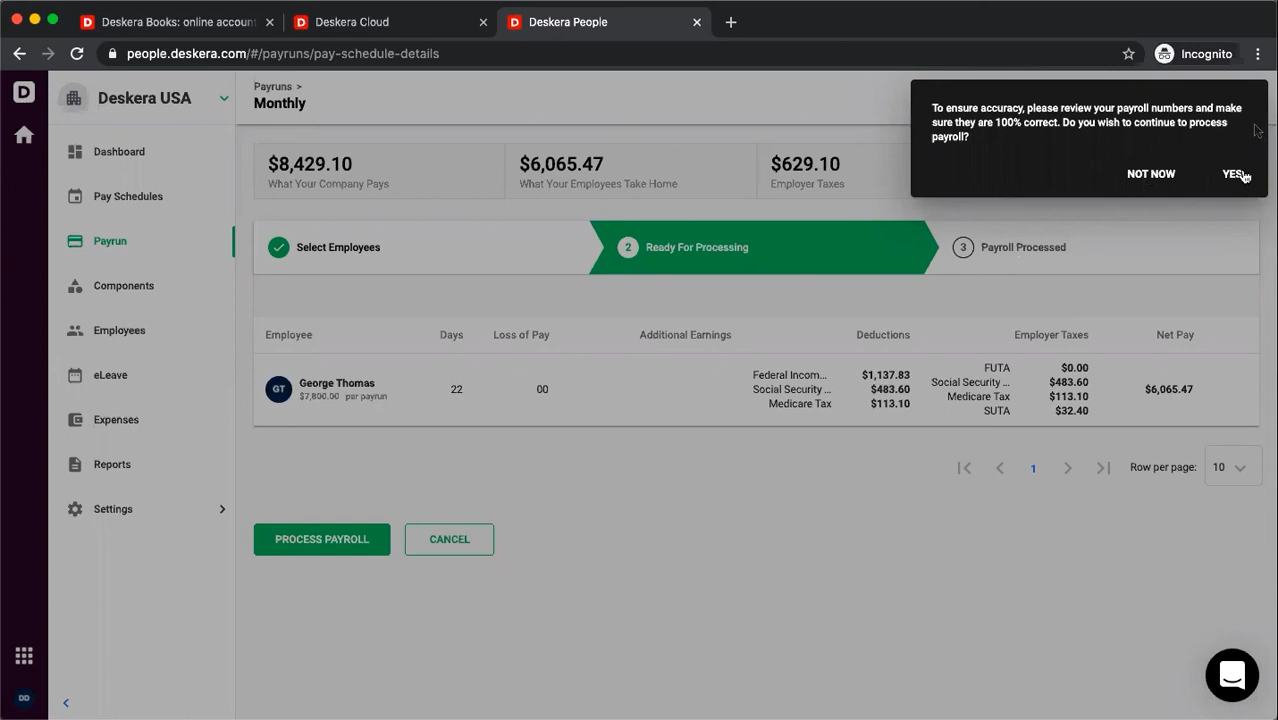 Deskera Books: online account
Deskera Cloud
Deskera People
people.deskera.com/#/payruns/pay-schedule-details
Incognito
D
Deskera USA
Dashboard
Pay Schedules
Payrun
Components
Employees
eLeave
Expenses
Reports
Settings
DD
Payruns >
Monthly
To ensure accuracy, please review your payroll numbers and make
sure they are 100% correct. Do you wish to continue to process
payroll?
NOT NOW YES!
$8,429.10
What Your Company Pays
$6,065.47
What Your Employees Take Home
$629.10
Employer Taxes
Select Employees
2 Ready For Processing
3 Payroll Processed
Employee Days Loss of Pay Additional Earnings Deductions Employer Taxes Net Pay
GT
George Thomas
$7,800.00 per payrun
22
00
Federal Incom... $1,137.83
Social Security ... $483.60
Medicare Tax $113.10
FUTA $0.00
Social Security ... $483.60
Medicare Tax $113.10
SUTA $32.40
$6,065.47
1
Row per page: 10
PROCESS PAYROLL CANCEL